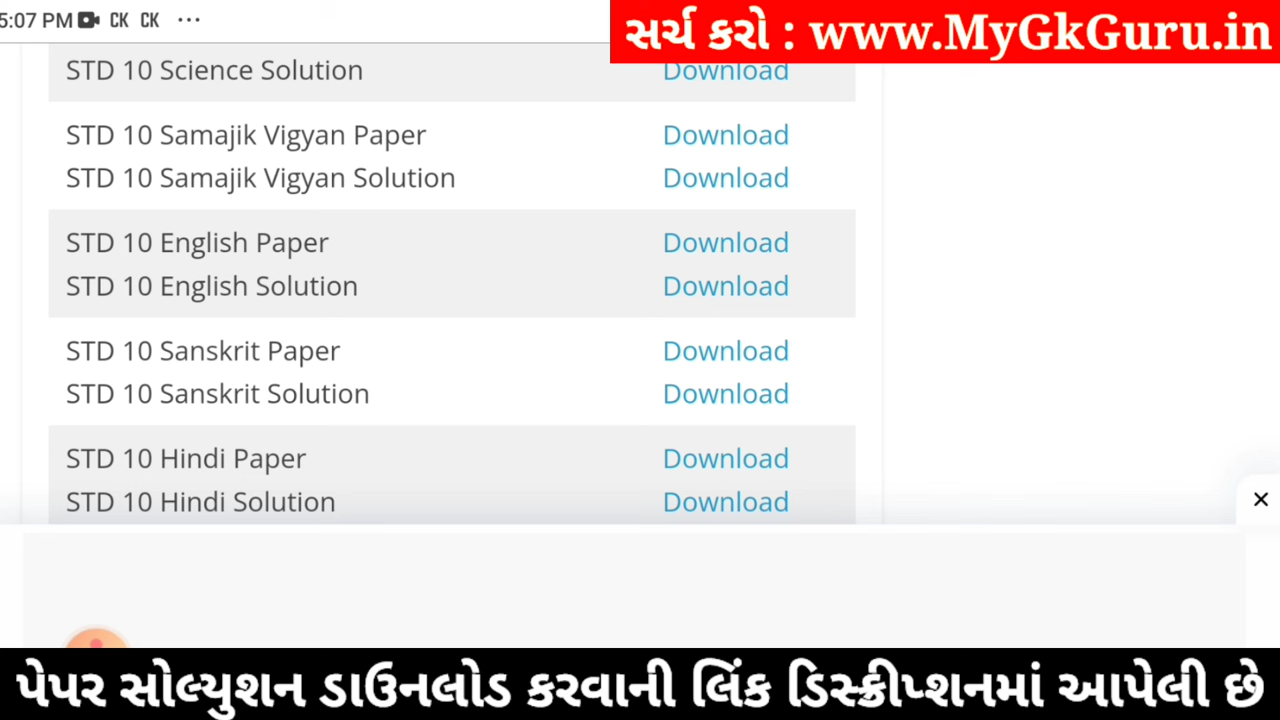 5:07 PM CK CK ...
સર્ચ કરો : www.MyGkGuru.in
STD 10 Science Solution Download
STD 10 Samajik Vigyan Paper Download
STD 10 Samajik Vigyan Solution Download
STD 10 English Paper Download
STD 10 English Solution Download
STD 10 Sanskrit Paper Download
STD 10 Sanskrit Solution Download
STD 10 Hindi Paper Download
STD 10 Hindi Solution Download
પેપર સોલ્યુશન ડાઉનલોડ કરવાની લિંક ડિસ્ક્રીપ્શનમાં આપેલી છે